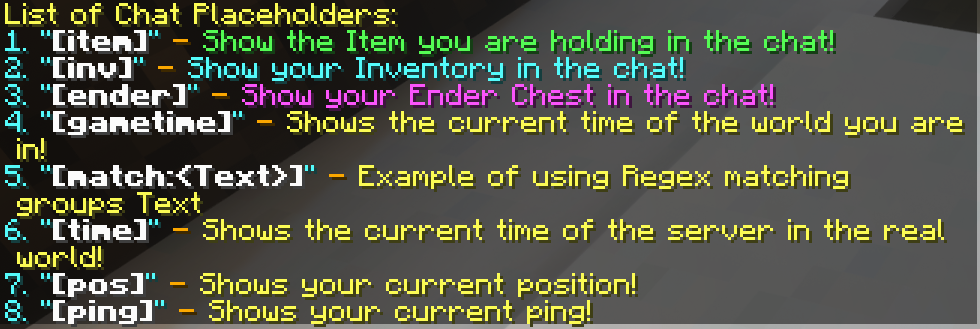 List of Chat Placeholders:
1. "[item]" - Show the Item you are holding in the chat!
2. "[inv]" - Show your Inventory in the chat!
3. "[ender]" - Show your Ender Chest in the chat!
4. "[gametime]" - Shows the current time of the world you are
in!
5. "[match:<Text>]" - Example of using Regex matching
groups Text
6. "[time]" - Shows the current time of the server in the real
world!
7. "[pos]" - Shows your current position!
8. "[ping]" - Shows your current ping!